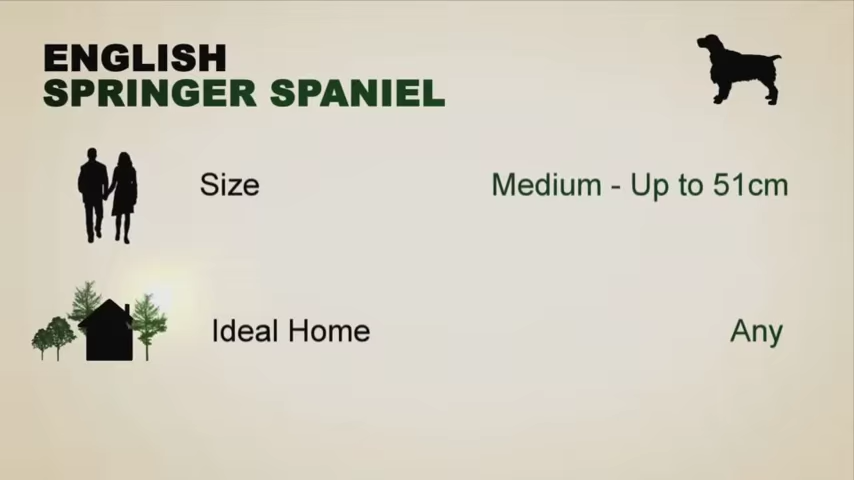 ENGLISH
SPRINGER SPANIEL
Size Medium - Up to 51cm
Ideal Home Any